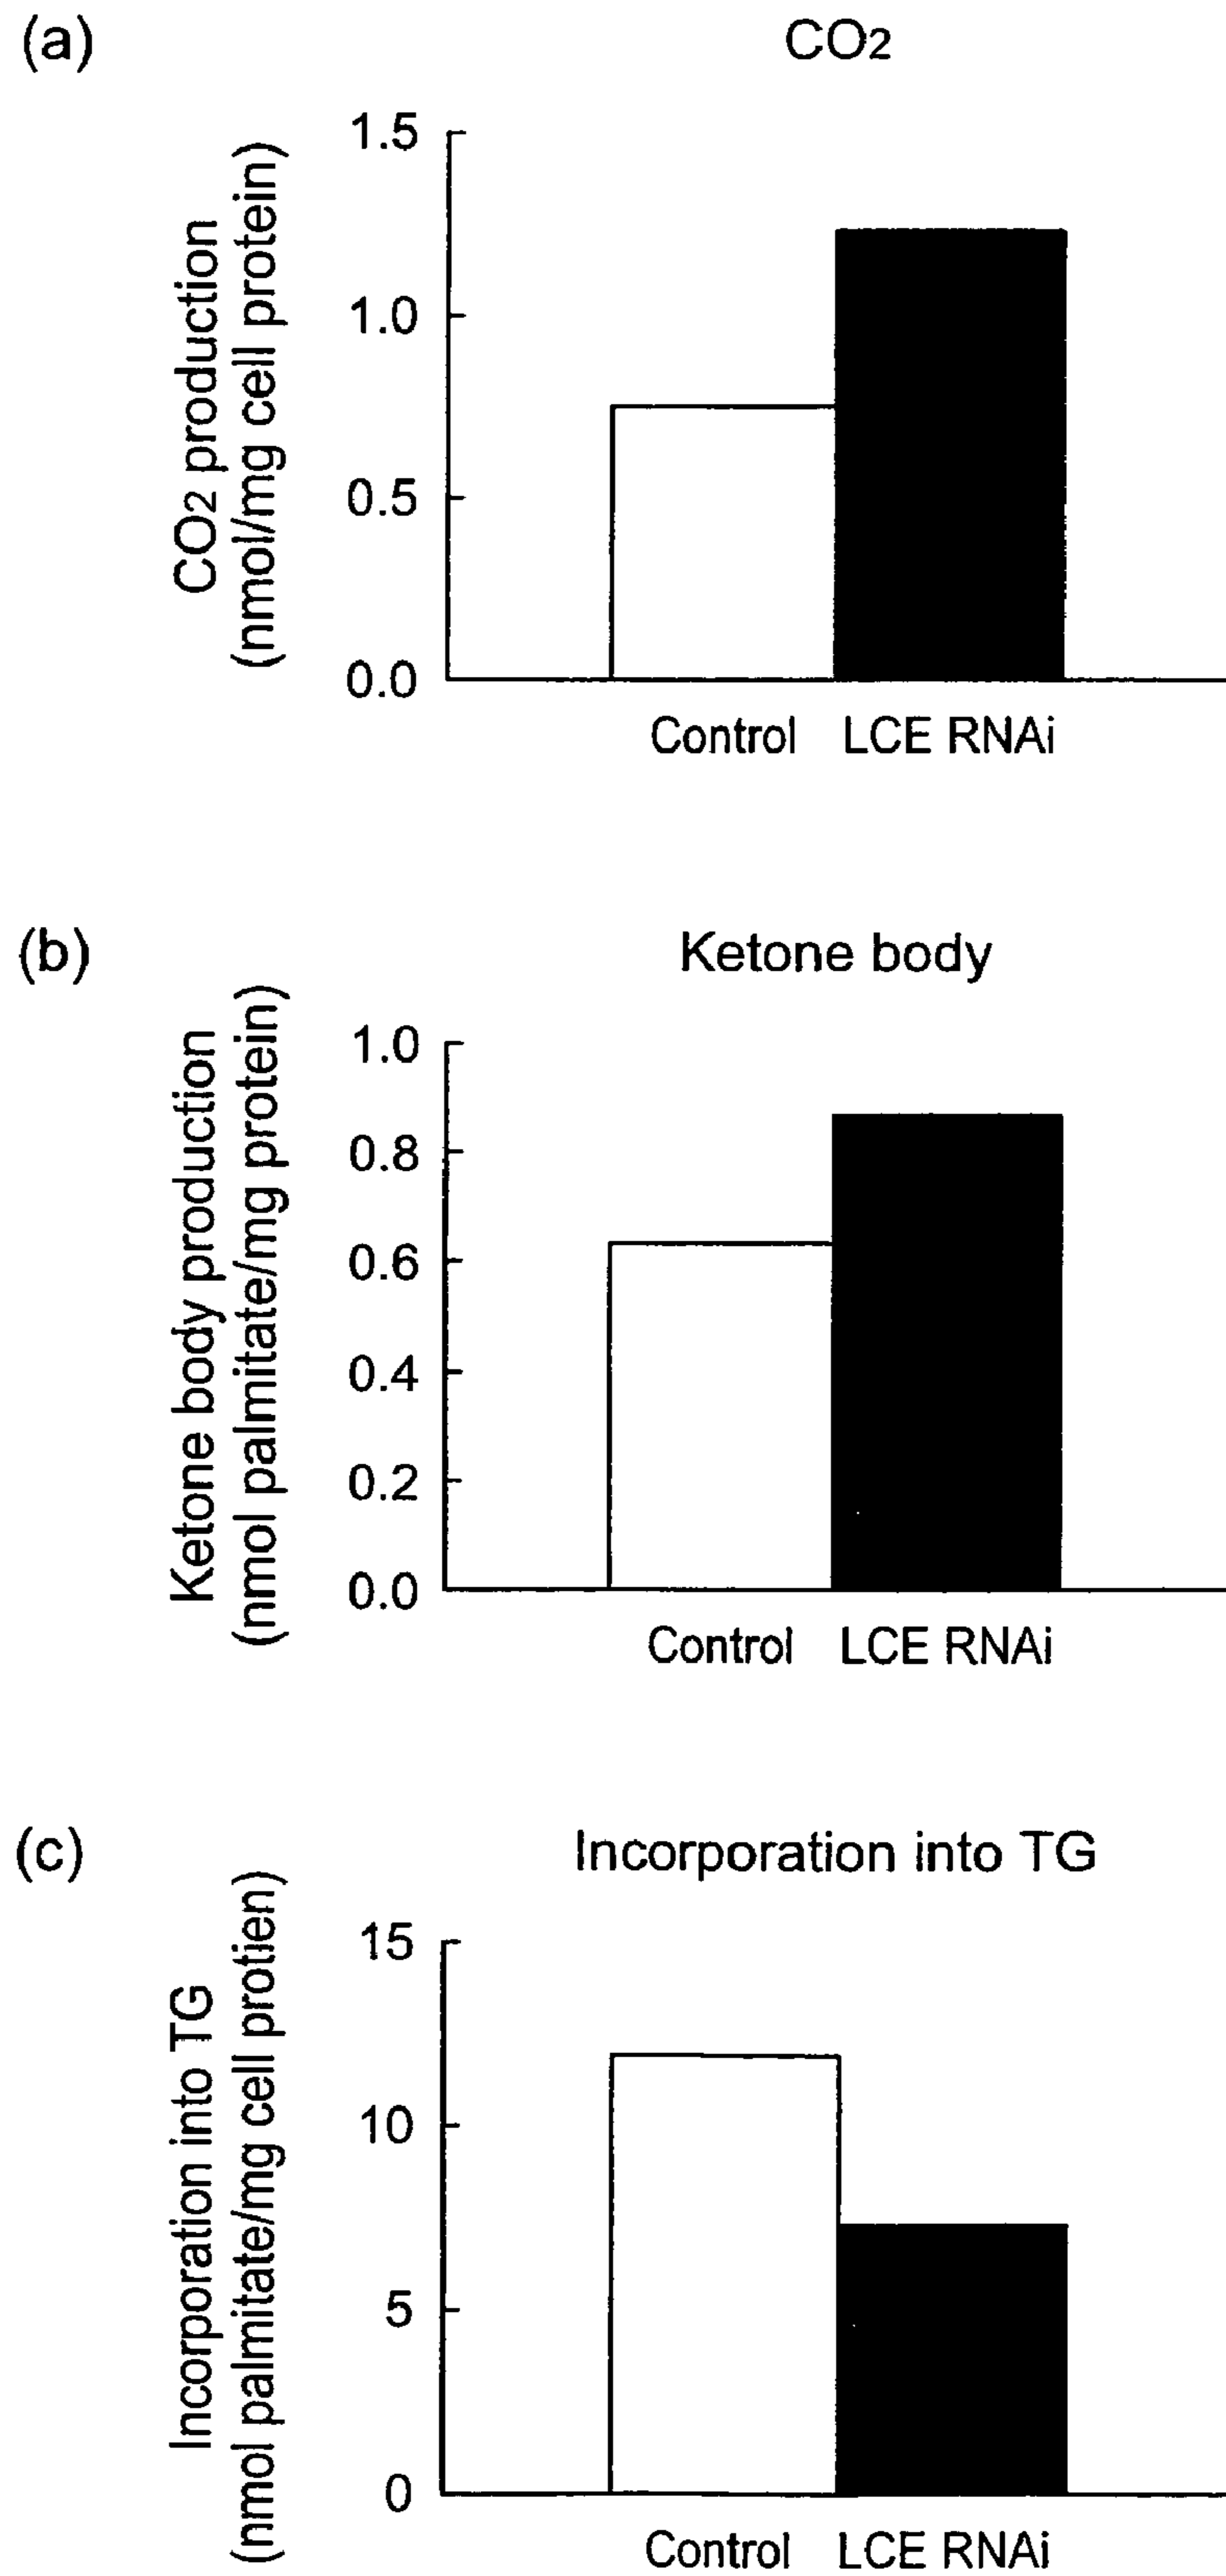 (a)
CO2
CO2 production
(nmol/mg cell protein)
1.5
1.0
0.5
0.0
Control LCE RNAi
(b)
Ketone body
Ketone body production
(nmol palmitate/mg protein)
1.0
0.8
0.6
0.4
0.2
0.0
Control LCE RNAi
(c)
Incorporation into TG
Incorporation into TG
(nmol palmitate/mg cell protien)
15
10
5
0
Control LCE RNAi